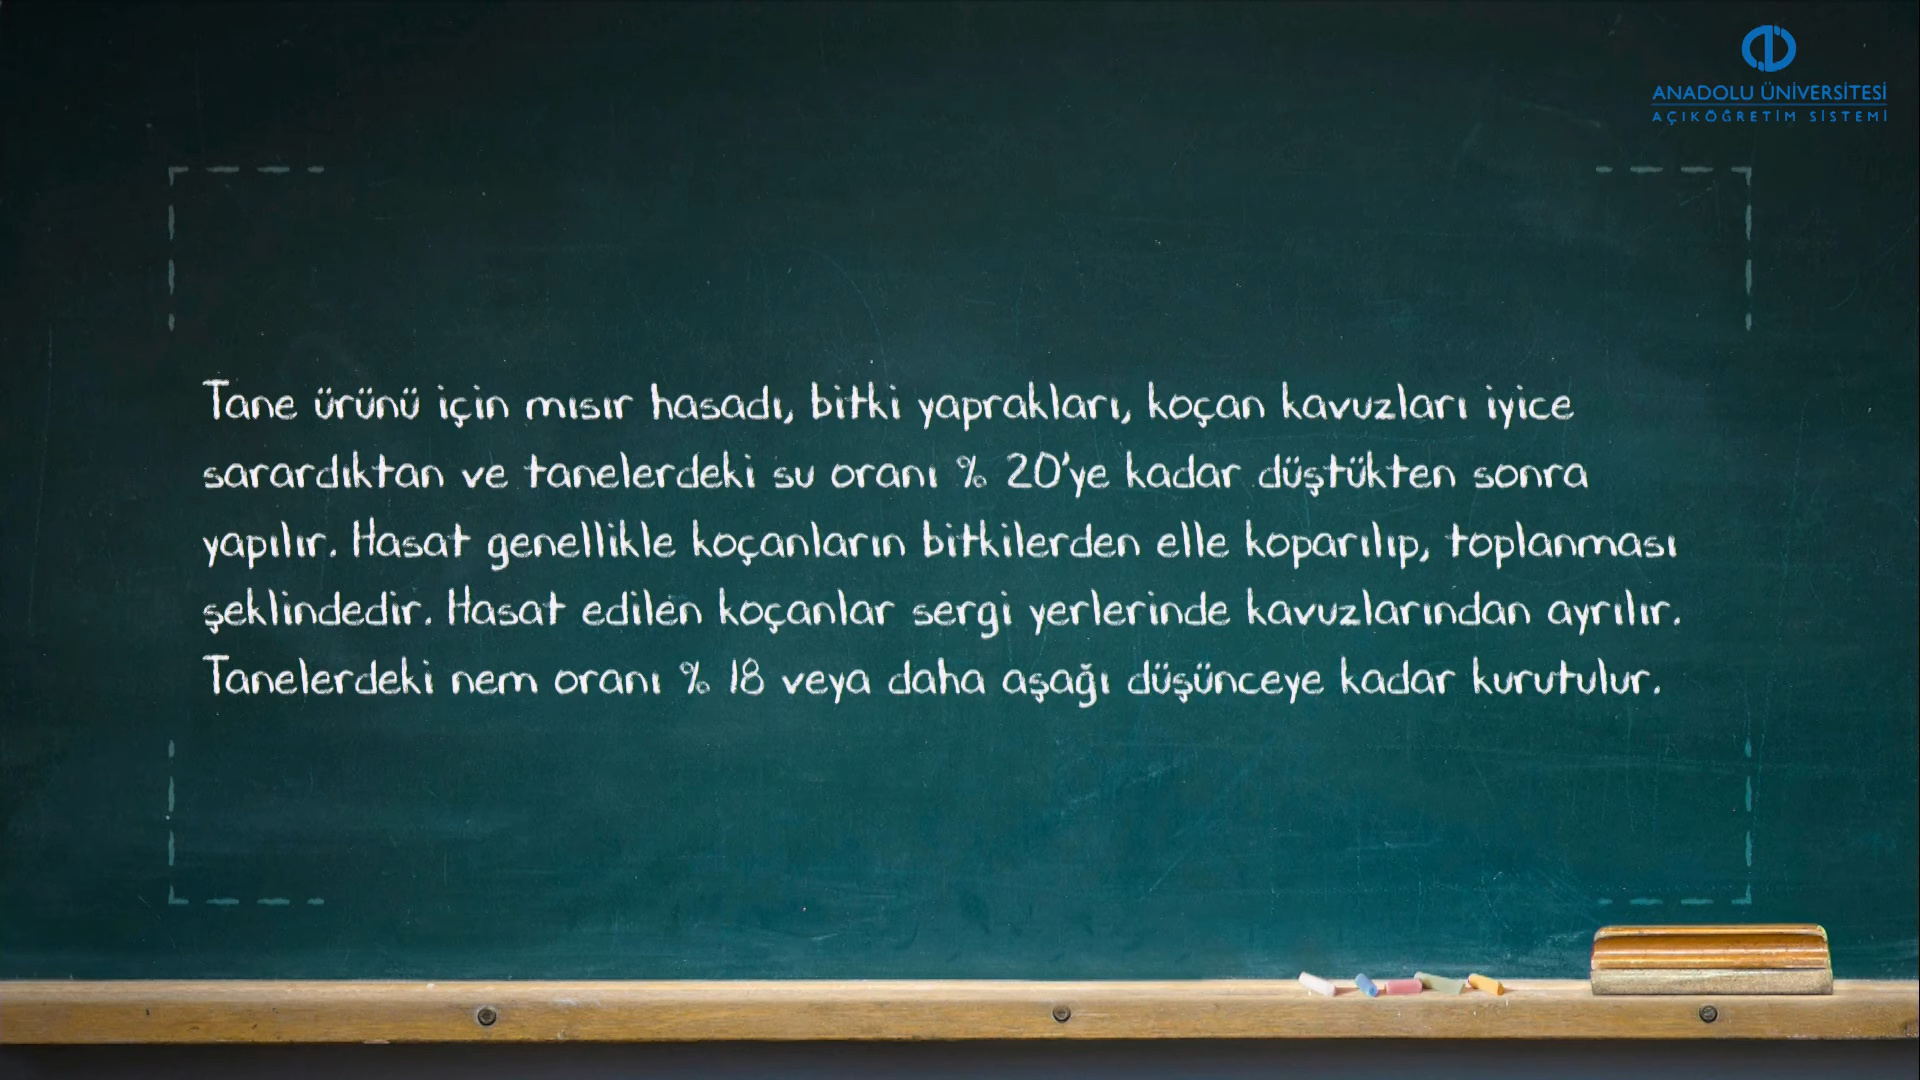 ANADOLU ÜNİVERSİTESİ
AÇIKÖĞRETİM SİSTEMİ
Tane ürünü için mısır hasadı, bitki yaprakları, koçan kavuzları iyice
sarardıktan ve tanelerdeki su oranı % 20'ye kadar düştükten sonra
yapılır. Hasat genellikle koçanların bitkilerden elle koparılıp, toplanması
şeklindedir. Hasat edilen koçanlar sergi yerlerinde kavuzlarından ayrılır.
Tanelerdeki nem oranı % 18 veya daha aşağı düşünceye kadar kurutulur.